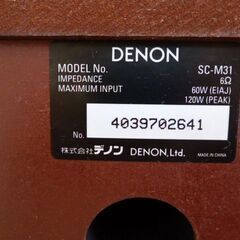 DENON
MODEL No. SC-M31
IMPEDANCE 6Ω
MAXIMUM INPUT 60W (EIAJ)
120W (PEAK)
No. 4039702641
株式会社 デノン DENON, Ltd. MADE IN CHINA